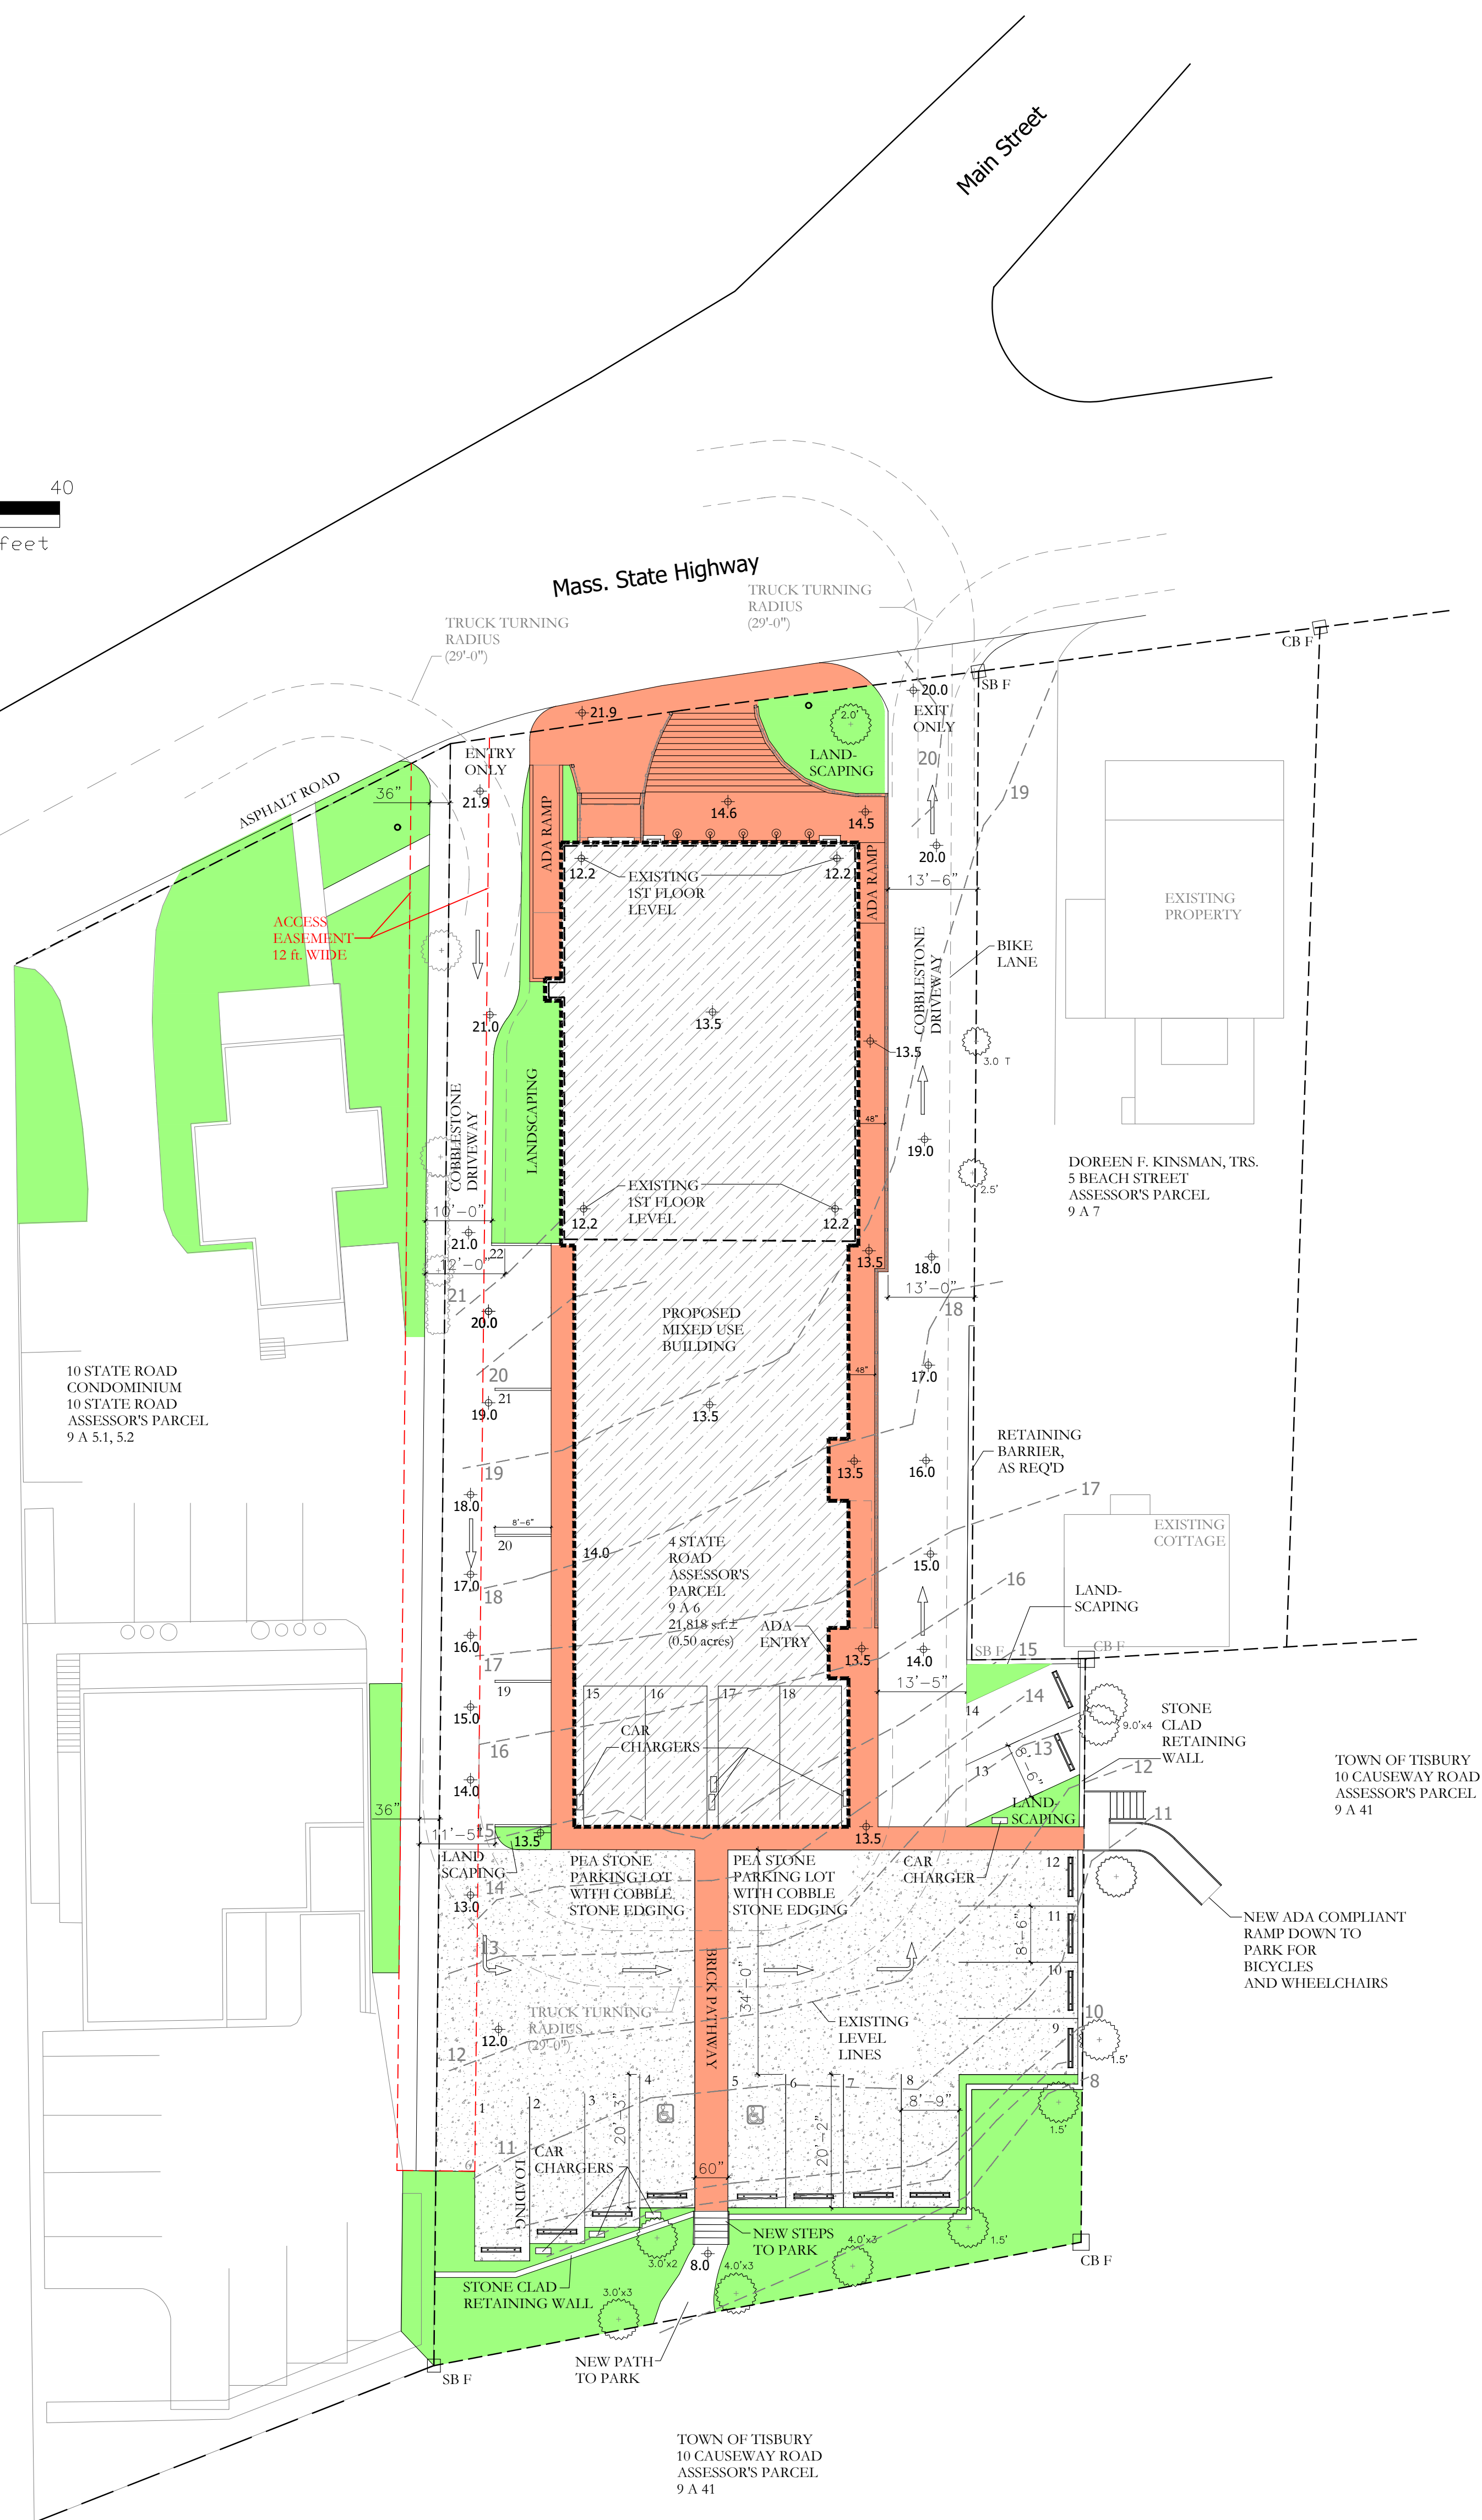 Main Street
40
feet
Mass. State Highway
TRUCK TURNING
RADIUS
(29'-0")
TRUCK TURNING
RADIUS
(29'-0")
CB F
SB F
20.0
EXIT
ONLY
21.9
2.0'
LAND-
SCAPING
20
19
ENTRY
ONLY
21.9
ASPHALT ROAD
36"
ADA RAMP
14.6
14.5
20.0
ADA RAMP
13'-6"
12.2
EXISTING
1ST FLOOR
LEVEL
12.2
EXISTING
PROPERTY
ACCESS
EASEMENT
12 ft. WIDE
BIKE
LANE
COBBLESTONE
DRIVEWAY
21.0
13.5
13.5
3.0 T
LANDSCAPING
COBBLESTONE
DRIVEWAY
48"
19.0
2.5'
DOREEN F. KINSMAN, TRS.
5 BEACH STREET
ASSESSOR'S PARCEL
9 A 7
EXISTING
1ST FLOOR
LEVEL
12.2
12.2
10'-0"
21.0
22
12'-0"
13.5
18.0
13'-0"
18
21
20.0
PROPOSED
MIXED USE
BUILDING
17.0
48"
10 STATE ROAD
CONDOMINIUM
10 STATE ROAD
ASSESSOR'S PARCEL
9 A 5.1, 5.2
20
21
19.0
13.5
RETAINING
BARRIER,
AS REQ'D
19
13.5
16.0
17
18.0
8'-6"
20
14.0
4 STATE
ROAD
ASSESSOR'S
PARCEL
9 A 6
21,818 s.f.±
(0.50 acres)
EXISTING
COTTAGE
15.0
17.0
18
16
LAND-
SCAPING
ADA
ENTRY
16.0
17
13.5
14.0
SB F
15
CB F
19
15
16
17
18
13'-5"
14
14
15.0
9.0'x4
STONE
CLAD
RETAINING
WALL
16
CAR
CHARGERS
13
13
8'-6"
12
TOWN OF TISBURY
10 CAUSEWAY ROAD
ASSESSOR'S PARCEL
9 A 41
14.0
36"
LAND-
SCAPING
11
11'-5"
15
13.5
13.5
LAND
SCAPING
PEA STONE
PARKING LOT
WITH COBBLE
STONE EDGING
PEA STONE
PARKING LOT
WITH COBBLE
STONE EDGING
CAR
CHARGER
12
14
13.0
11
8'-6"
NEW ADA COMPLIANT
RAMP DOWN TO
PARK FOR
BICYCLES
AND WHEELCHAIRS
13
BRICK PATHWAY
34'-0"
10
TRUCK TURNING
RADIUS
(29'-0")
EXISTING
LEVEL
LINES
10
9
12.0
12
1.5'
8
1
2
3
4
5
6
7
8
8'-9"
20'-3"
20'-2"
1.5'
11
LOADING
CAR
CHARGERS
60"
NEW STEPS
TO PARK
3.0'x2
4.0'x3
4.0'x3
1.5'
8.0
CB F
STONE CLAD
RETAINING WALL
3.0'x3
NEW PATH
TO PARK
SB F
TOWN OF TISBURY
10 CAUSEWAY ROAD
ASSESSOR'S PARCEL
9 A 41